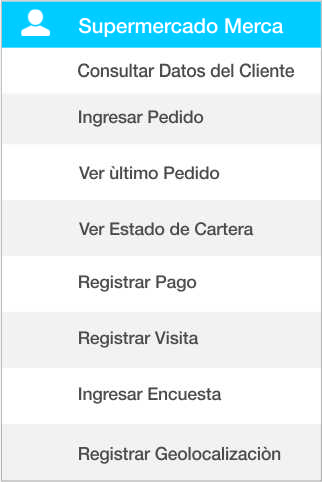 Supermercado Merca
Consultar Datos del Cliente
Ingresar Pedido
Ver ùltimo Pedido
Ver Estado de Cartera
Registrar Pago
Registrar Visita
Ingresar Encuesta
Registrar Geolocalizaciòn